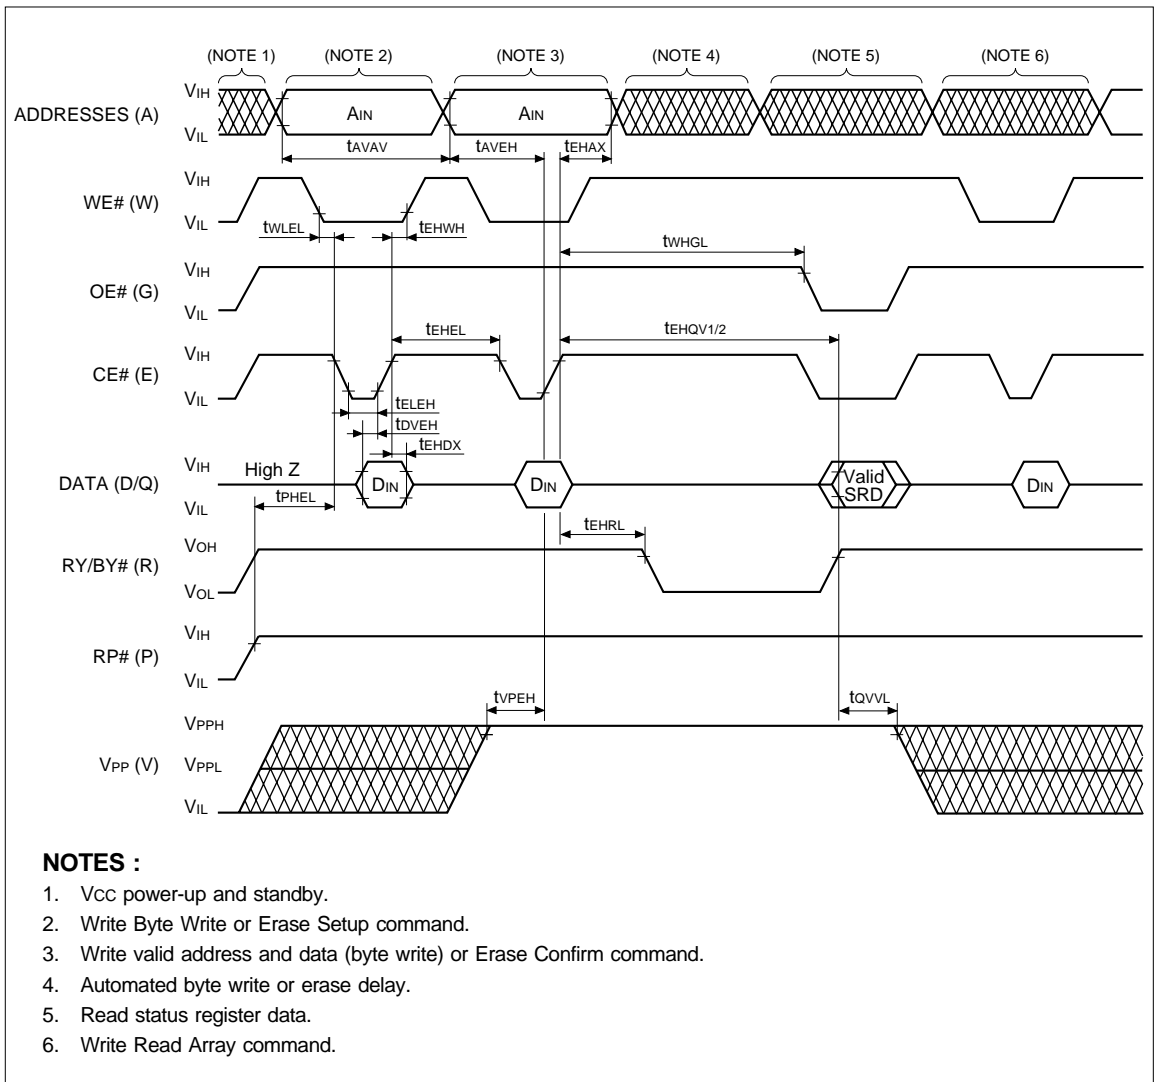 (NOTE 1) (NOTE 2) (NOTE 3) (NOTE 4) (NOTE 5) (NOTE 6)
ADDRESSES (A) VIH VIL AIN AIN
tAVAV tAVEH tEHAX
WE# (W) VIH VIL
tWLEL tEHWH tWHGL
OE# (G) VIH VIL
tEHEL tEHQV1/2
CE# (E) VIH VIL
tELEH
tDVEH
tEHDX
DATA (D/Q) VIH VIL High Z DIN DIN Valid SRD DIN
tPHEL
tEHRL
RY/BY# (R) VOH VOL
RP# (P) VIH VIL
tVPEH tQVVL
VPP (V) VPPH VPPL VIL
NOTES :
1. VCC power-up and standby.
2. Write Byte Write or Erase Setup command.
3. Write valid address and data (byte write) or Erase Confirm command.
4. Automated byte write or erase delay.
5. Read status register data.
6. Write Read Array command.